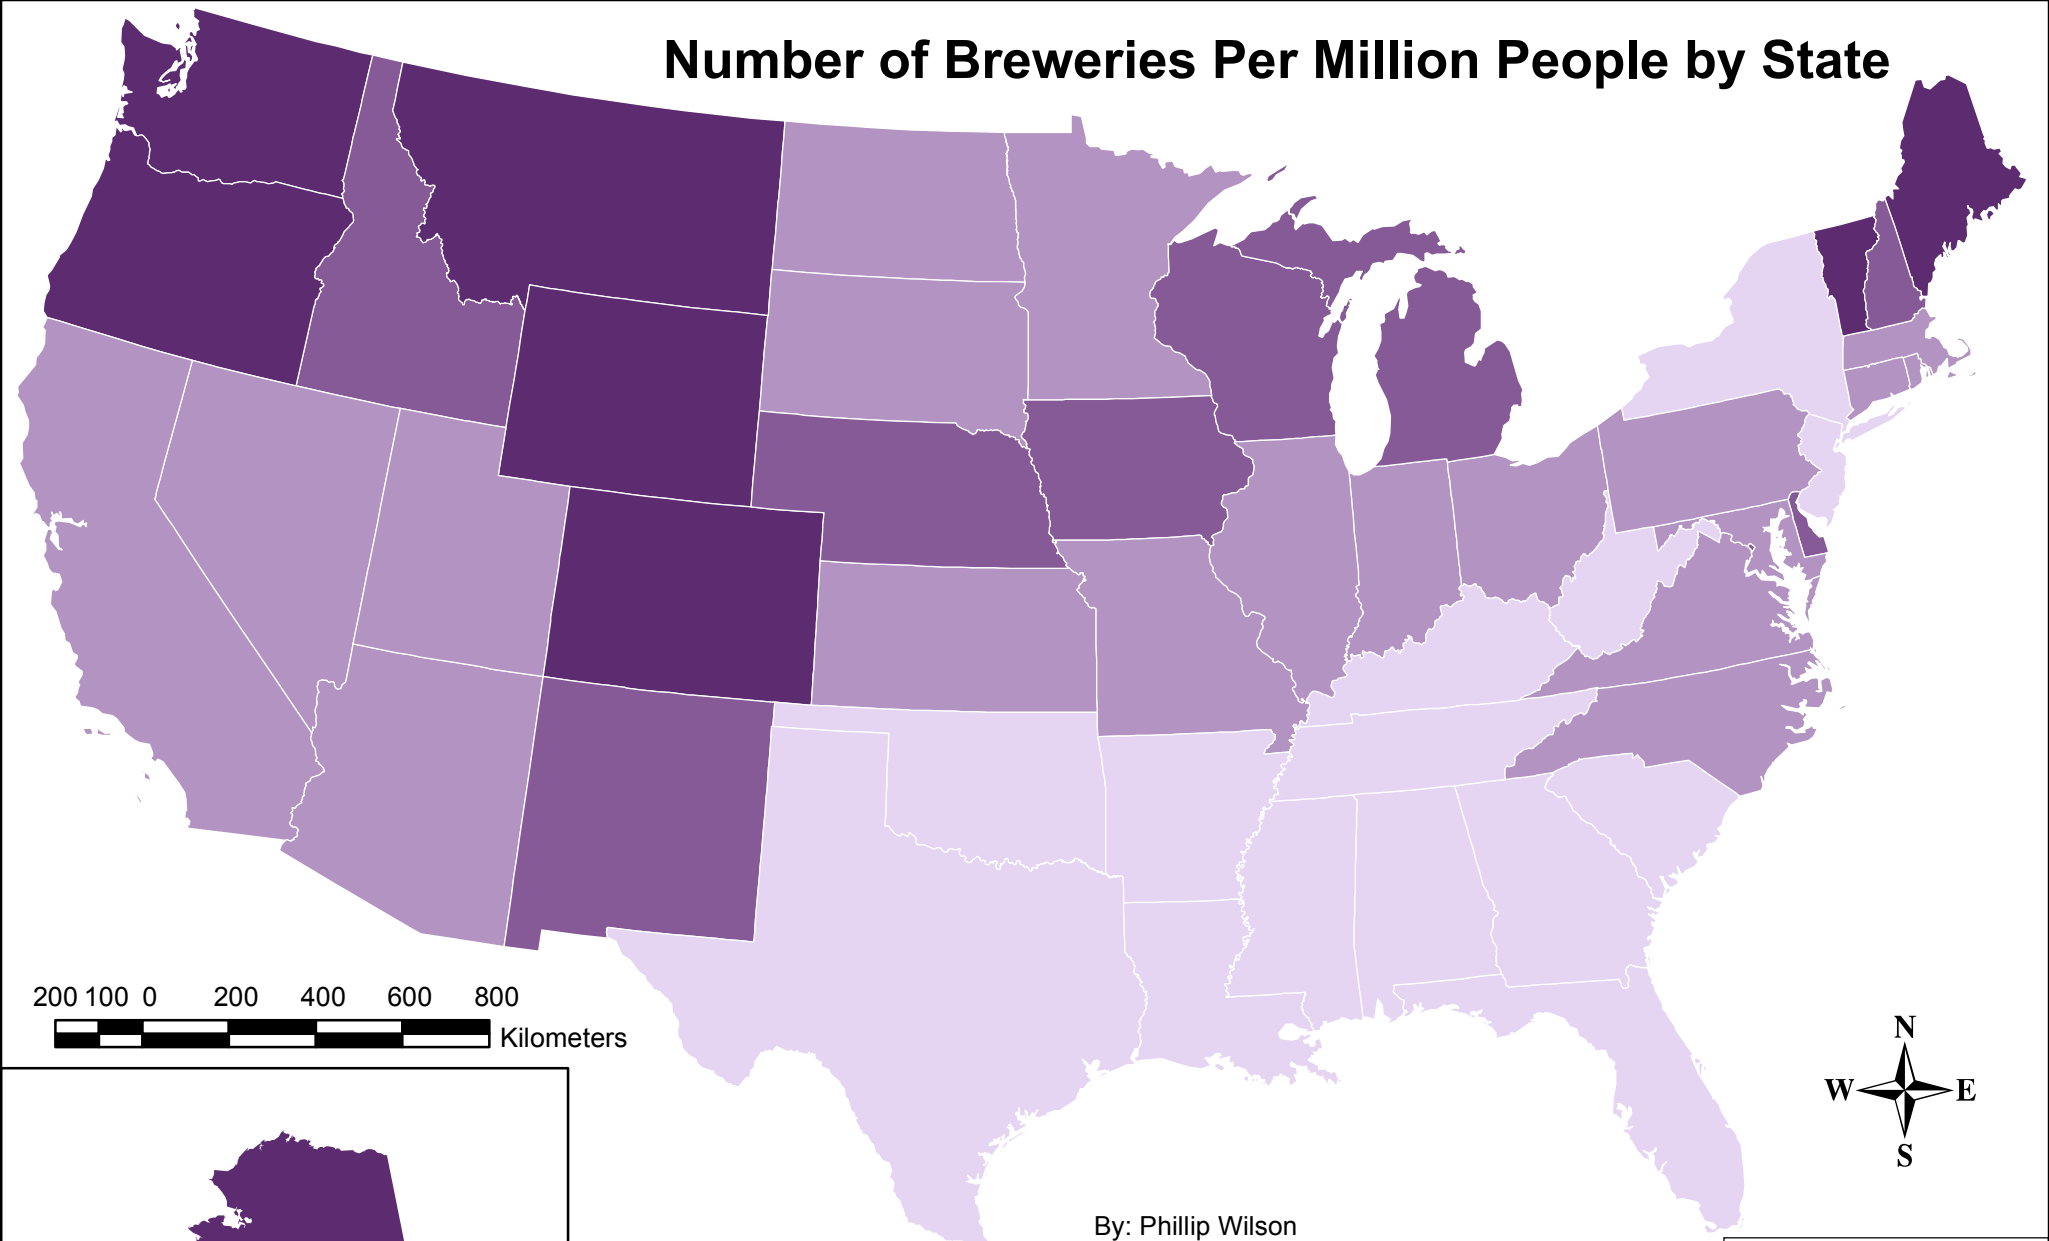 Number of Breweries Per Million People by State
200 100 0 200 400 600 800
Kilometers
N
W E
S
By: Phillip Wilson